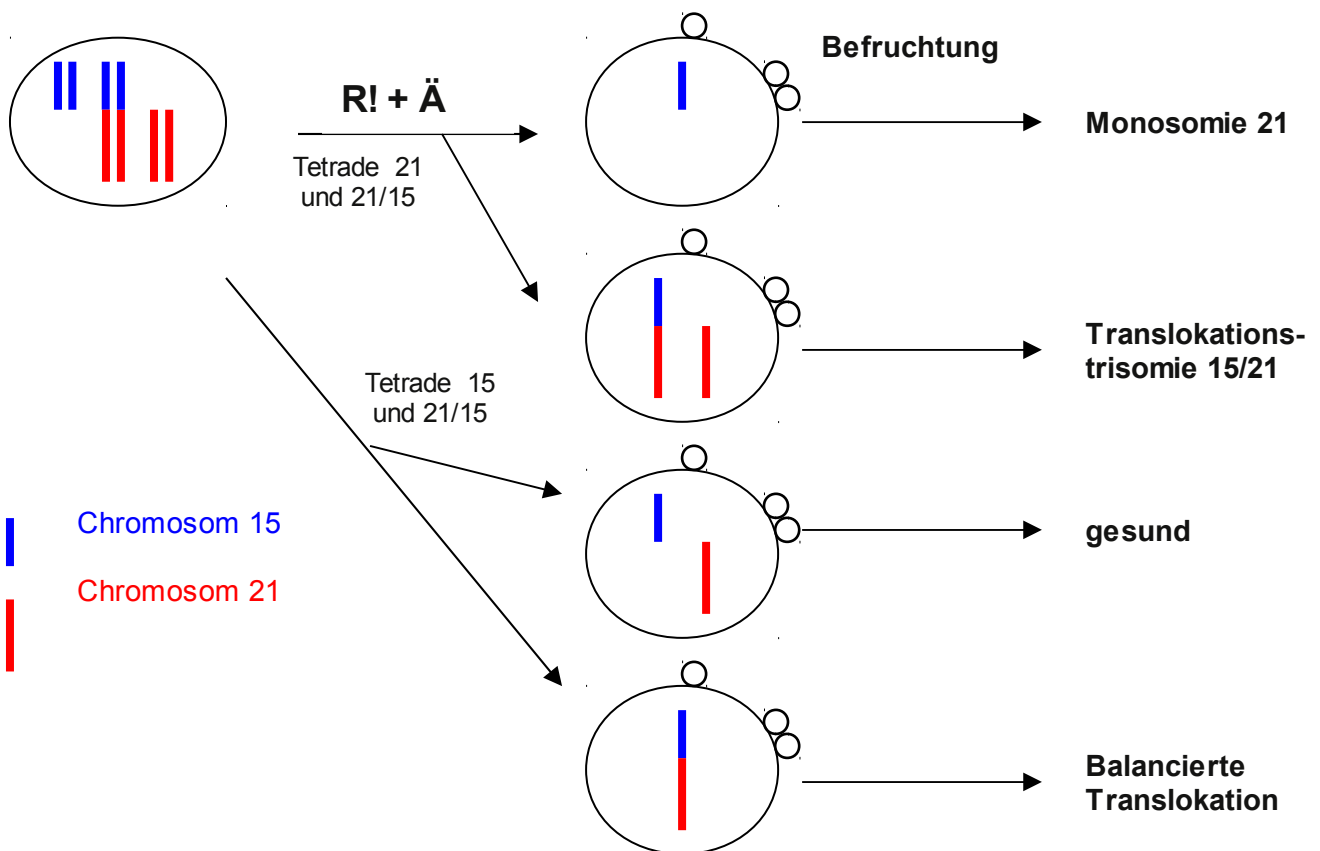 Befruchtung
R! + Ä
Tetrade 21
und 21/15
Monosomie 21
Translokations-
trisomie 15/21
Tetrade 15
und 21/15
Chromosom 15
gesund
Chromosom 21
Balancierte
Translokation